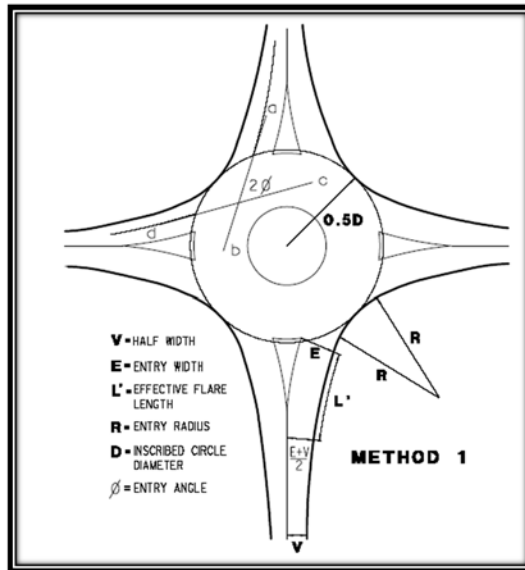 a
2∅
c
d
b
0.5D
R
R
E
L'
E+V
2
V
V=HALF WIDTH
E=ENTRY WIDTH
L'=EFFECTIVE FLARE
LENGTH
R=ENTRY RADIUS
D=INSCRIBED CIRCLE
DIAMETER
∅=ENTRY ANGLE
METHOD 1